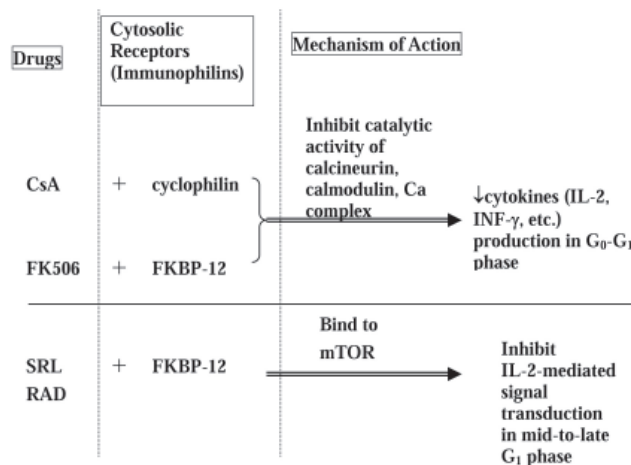 Drugs
Cytosolic
Receptors
(Immunophilins)
Mechanism of Action
CsA + cyclophilin
Inhibit catalytic
activity of
calcineurin,
calmodulin, Ca
complex
↓cytokines (IL-2,
INF-γ, etc.)
production in G₀-G₁
phase
FK506 + FKBP-12
SRL + FKBP-12
RAD
Bind to
mTOR
Inhibit
IL-2-mediated
signal
transduction
in mid-to-late
G₁ phase